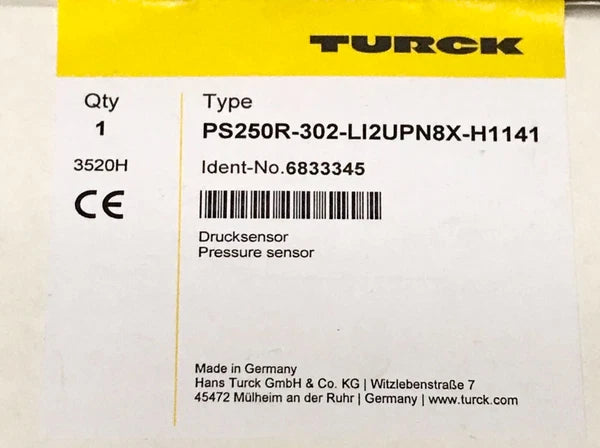 TURCK
Qty
1
3520H
CE
Type
PS250R-302-LI2UPN8X-H1141
Ident-No.6833345
Drucksensor
Pressure sensor
Made in Germany
Hans Turck GmbH & Co. KG | Witzlebenstraße 7
45472 Mülheim an der Ruhr | Germany | www.turck.com